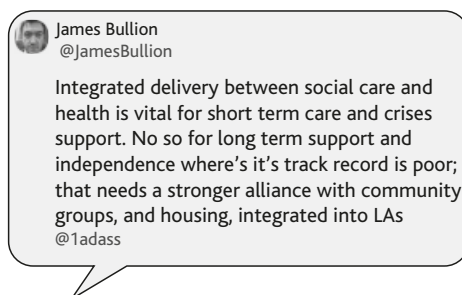 James Bullion
@JamesBullion
Integrated delivery between social care and
health is vital for short term care and crises
support. No so for long term support and
independence where's it's track record is poor;
that needs a stronger alliance with community
groups, and housing, integrated into LAs
@1adass